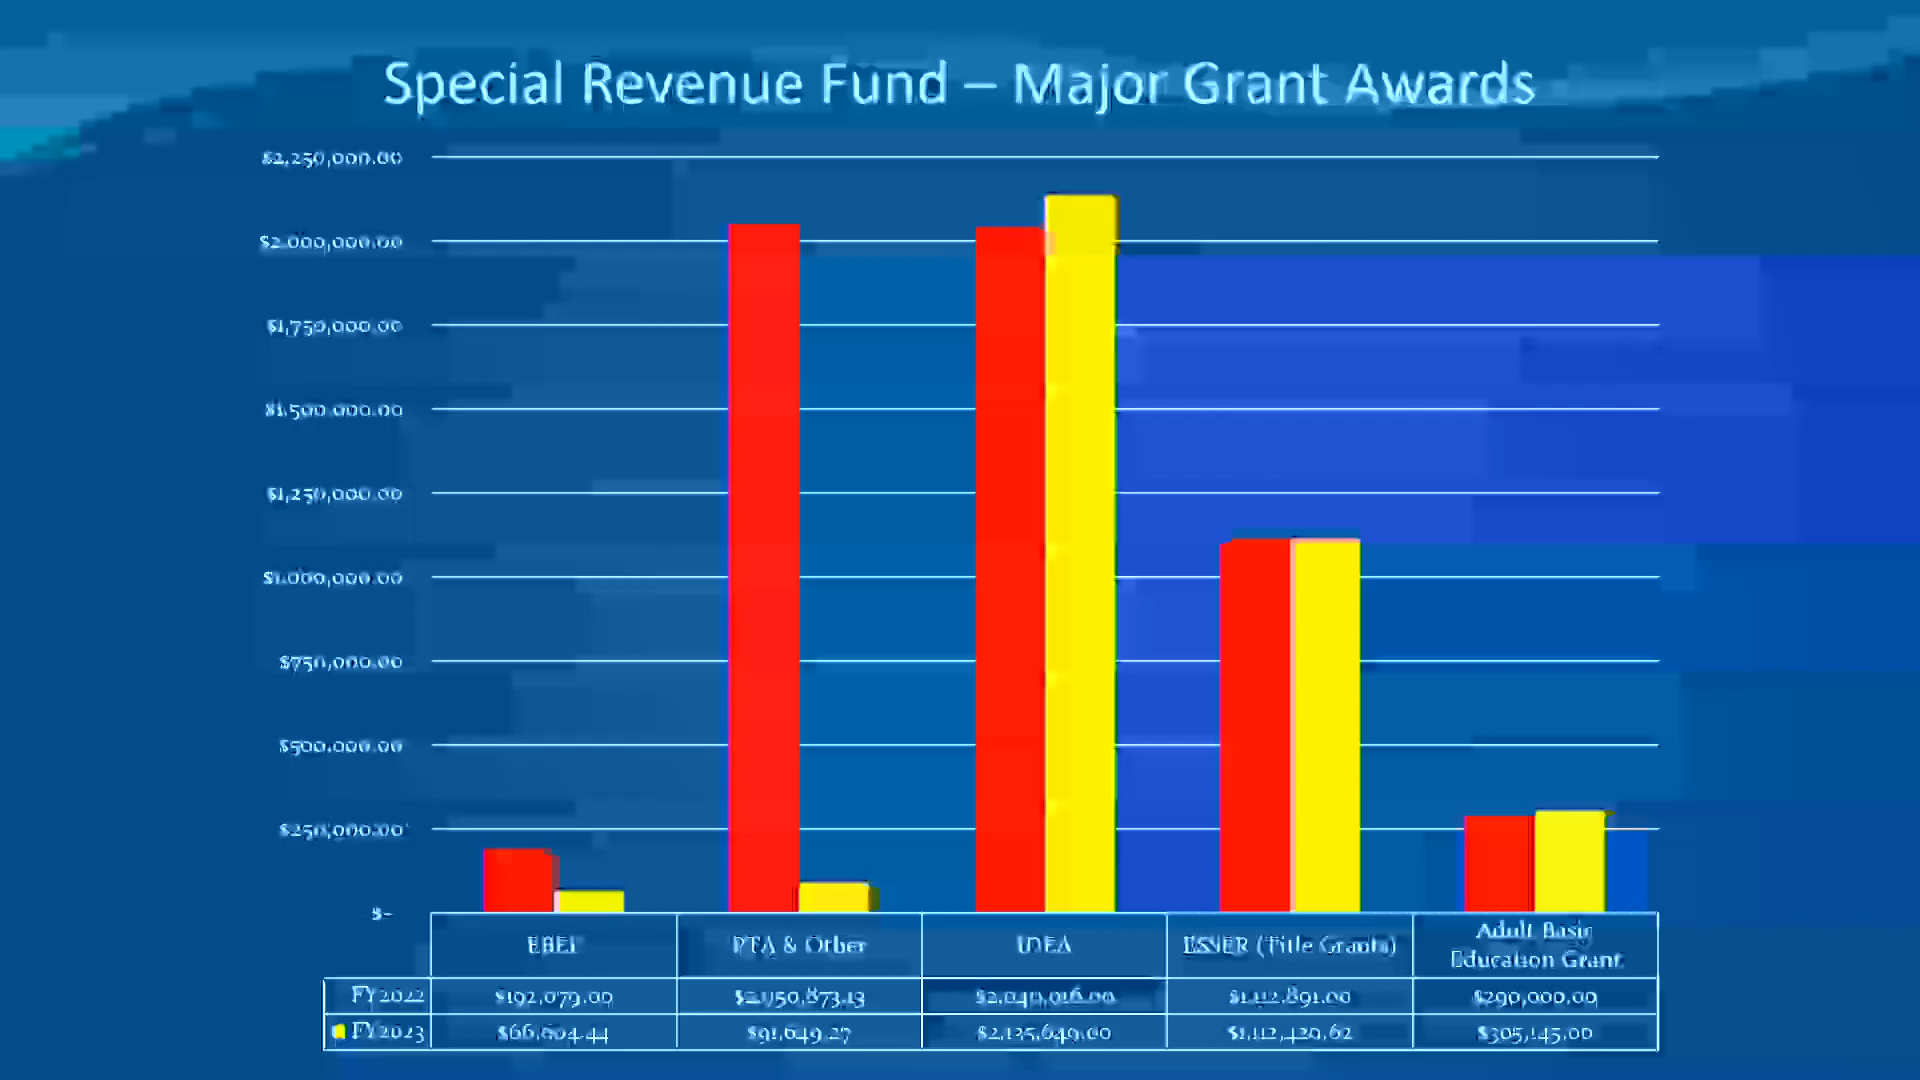 Special Revenue Fund – Major Grant Awards
$2,250,000.00
$2,000,000.00
$1,750,000.00
$1,500,000.00
$1,250,000.00
$1,000,000.00
$750,000.00
$500,000.00
$250,000.00
$-
PTA & Other
IDEA
(Title Grants)
Adult Basic
Education Grant
FY2022 $192,079.00 $2,050,873.13 $1,112,891.00 $290,000.00
FY2023 $66,604.44 $91,649.27 $2,135,649.00 $1,112,420.62 $305,145.00